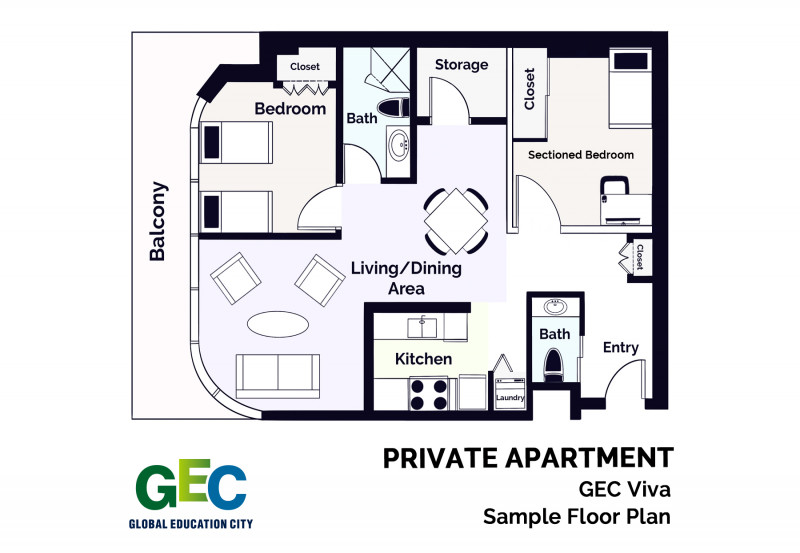 Closet
Storage
Closet
Bedroom
Bath
Sectioned Bedroom
Balcony
Living/Dining
Area
Closet
Bath
Entry
Kitchen
Laundry
PRIVATE APARTMENT
GEC Viva
Sample Floor Plan
GEC
GLOBAL EDUCATION CITY